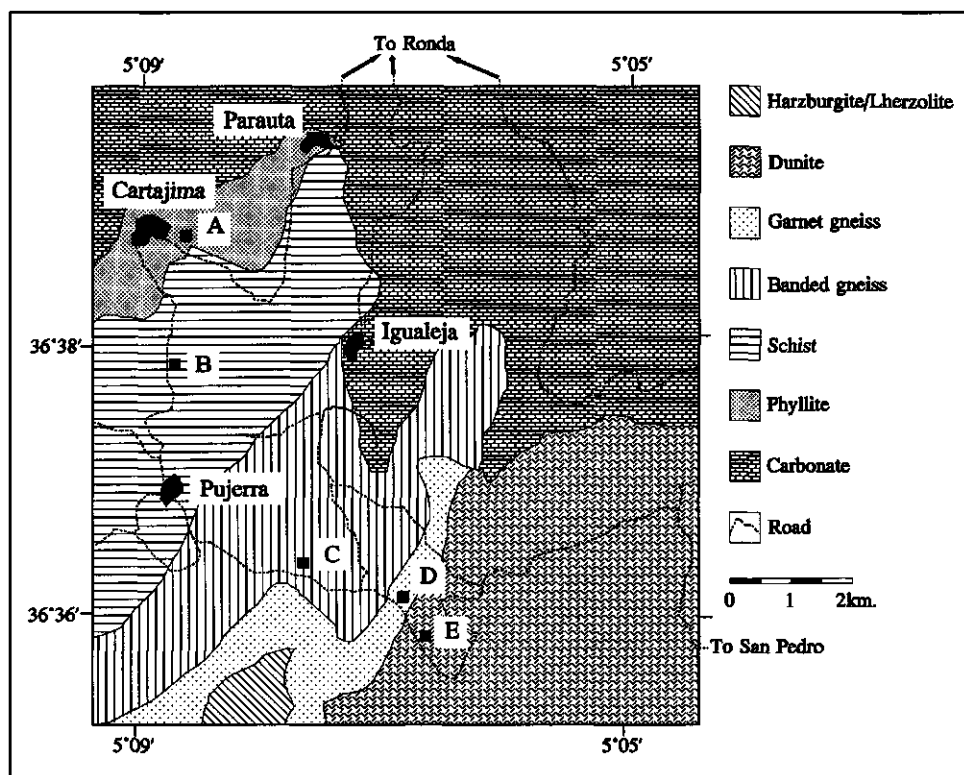 To Ronda
5°09′ 5°05′
Parauta
Cartajima
A
36°38′
Igualeja
B
Pujerra
C
D
36°36′
E
To San Pedro
5°09′ 5°05′
Harzburgite/Lherzolite
Dunite
Garnet gneiss
Banded gneiss
Schist
Phyllite
Carbonate
Road
0 1 2km.